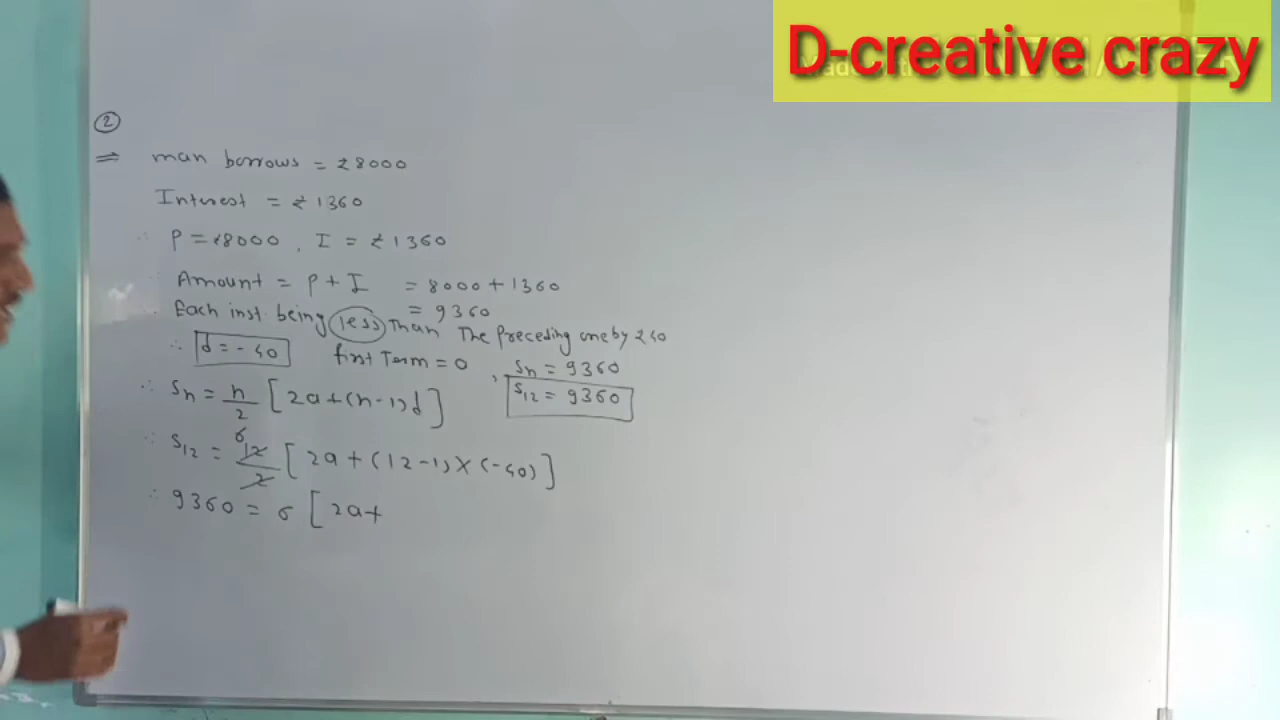 D-creative crazy
②
⇒ man borrows = ₹8000
Interest = ₹1360
∴ P = ₹8000, I = ₹1360
∴ Amount = P + I = 8000 + 1360
= 9360
∴ Each inst being less Than The preceding one by ₹40
∴ d = -40 first Term = a, Sn = 9360
S12 = 9360
∴ Sn = n/2 [2a+(n-1)d]
∴ S12 = 12/2 6 [2a + (12-1) × (-40)]
∴ 9360 = 6 [2a+